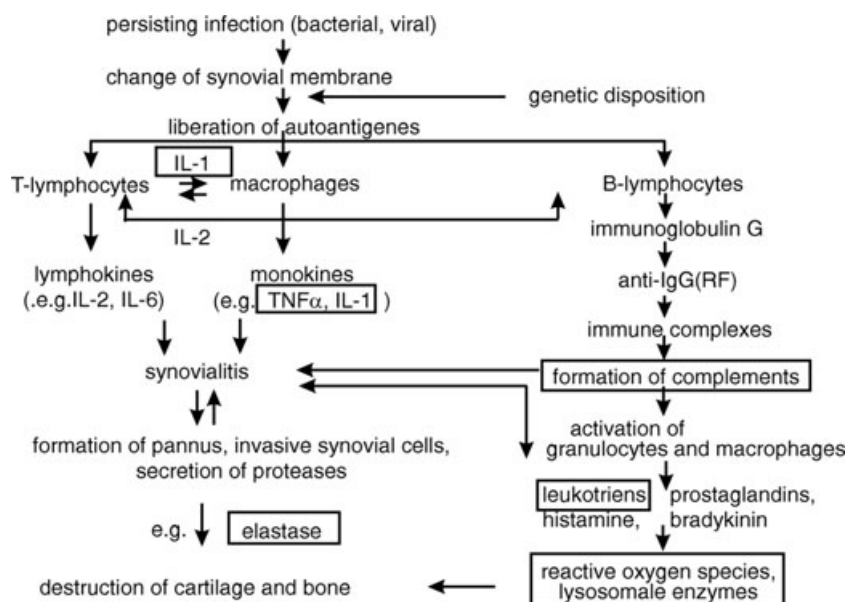 persisting infection (bacterial, viral)
change of synovial membrane
genetic disposition
liberation of autoantigenes
IL-1
T-lymphocytes
macrophages
B-lymphocytes
IL-2
immunoglobulin G
lymphokines
(.e.g.IL-2, IL-6)
monokines
(e.g. TNFα, IL-1 )
anti-IgG(RF)
immune complexes
synovialitis
formation of complements
formation of pannus, invasive synovial cells,
secretion of proteases
activation of
granulocytes and macrophages
leukotriens prostaglandins,
histamine, bradykinin
e.g. elastase
reactive oxygen species,
lysosomale enzymes
destruction of cartilage and bone